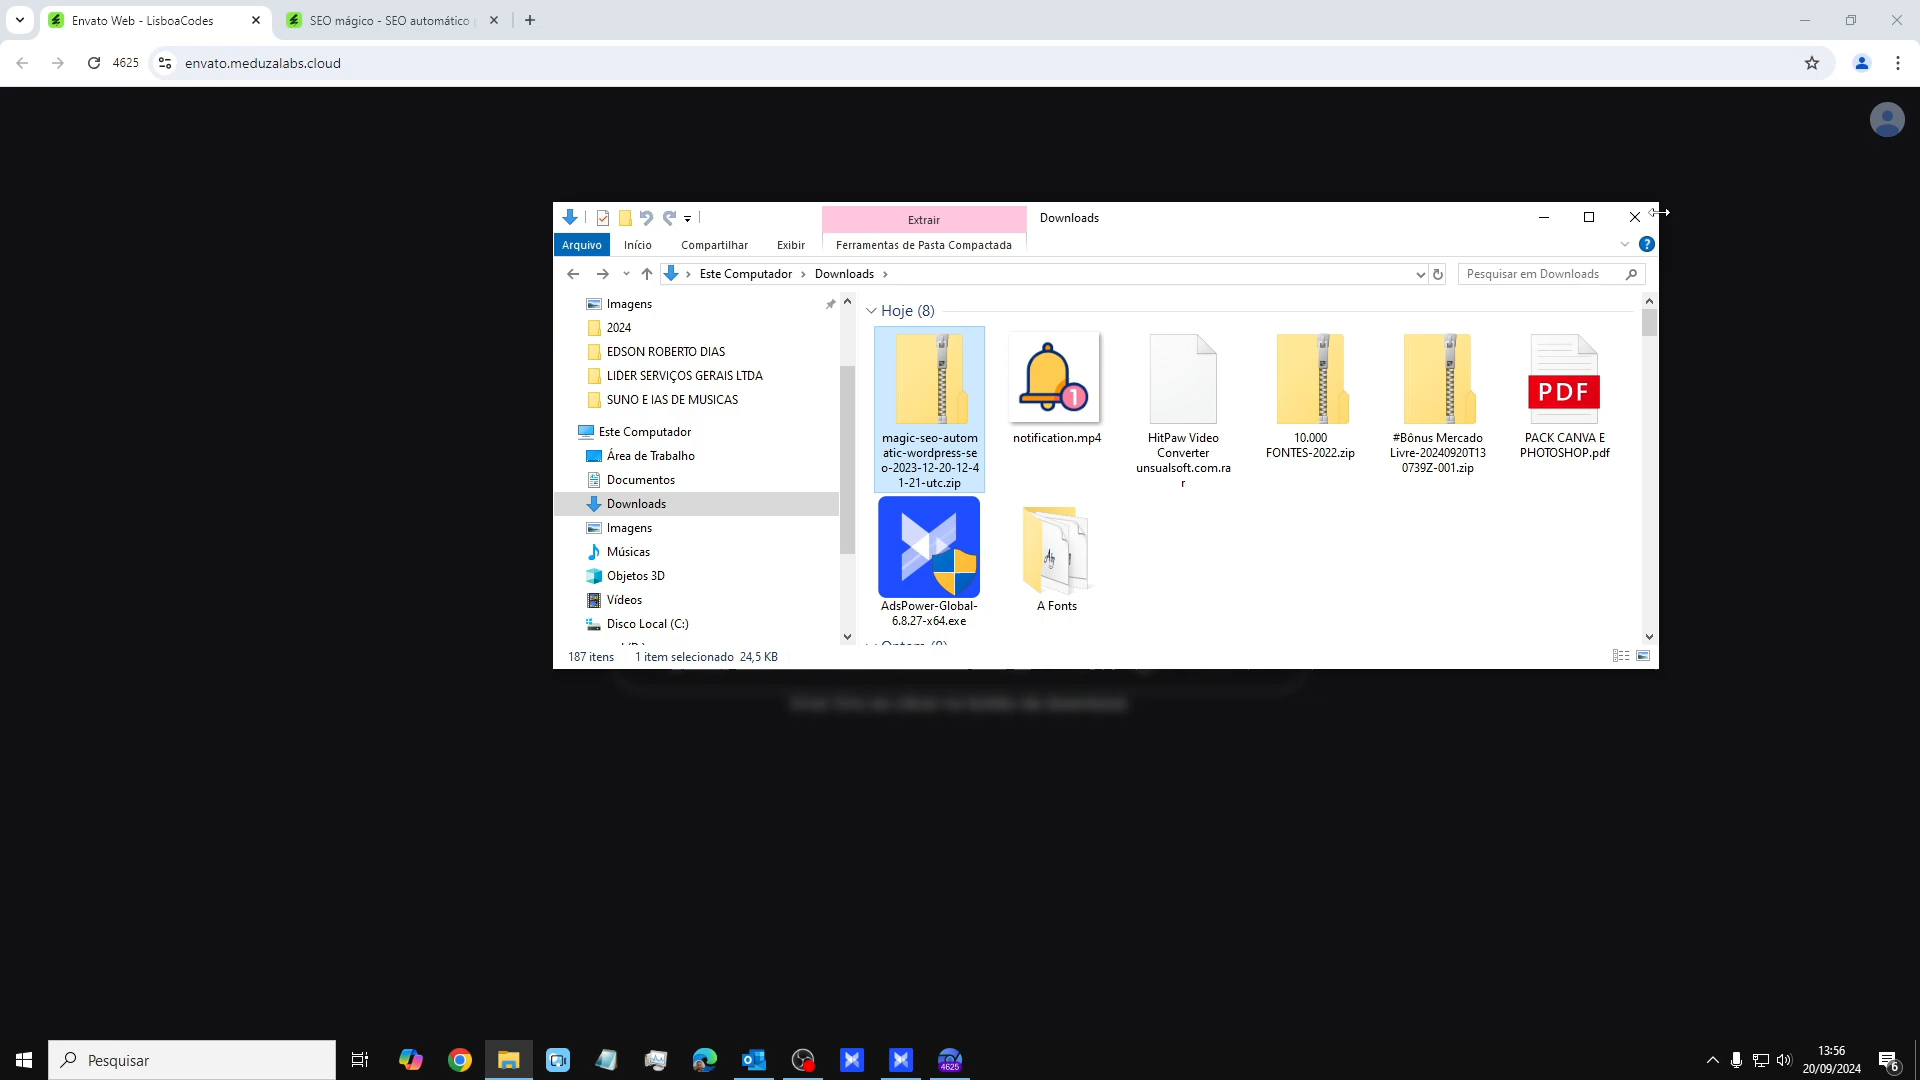 Envato Web - LisboaCodes
SEO mágico - SEO automático
4625
envato.meduzalabs.cloud
Extrair
Downloads
Arquivo
Início
Compartilhar
Exibir
Ferramentas de Pasta Compactada
Este Computador
Downloads
Pesquisar em Downloads
Imagens
2024
EDSON ROBERTO DIAS
LIDER SERVIÇOS GERAIS LTDA
SUNO E IAS DE MUSICAS
Este Computador
Área de Trabalho
Documentos
Downloads
Imagens
Músicas
Objetos 3D
Vídeos
Disco Local (C:)
Hoje (8)
magic-seo-autom
atic-wordpress-se
o-2023-12-20-12-4
1-21-utc.zip
1
notification.mp4
HitPaw Video
Converter
unsualsoft.com.ra
r
10.000
FONTES-2022.zip
#Bônus Mercado
Livre-20240920T13
0739Z-001.zip
PDF
PACK CANVA E
PHOTOSHOP.pdf
AdsPower-Global-
6.8.27-x64.exe
A Fonts
187 itens
1 item selecionado 24,5 KB
Pesquisar
4625
13:56
20/09/2024
6